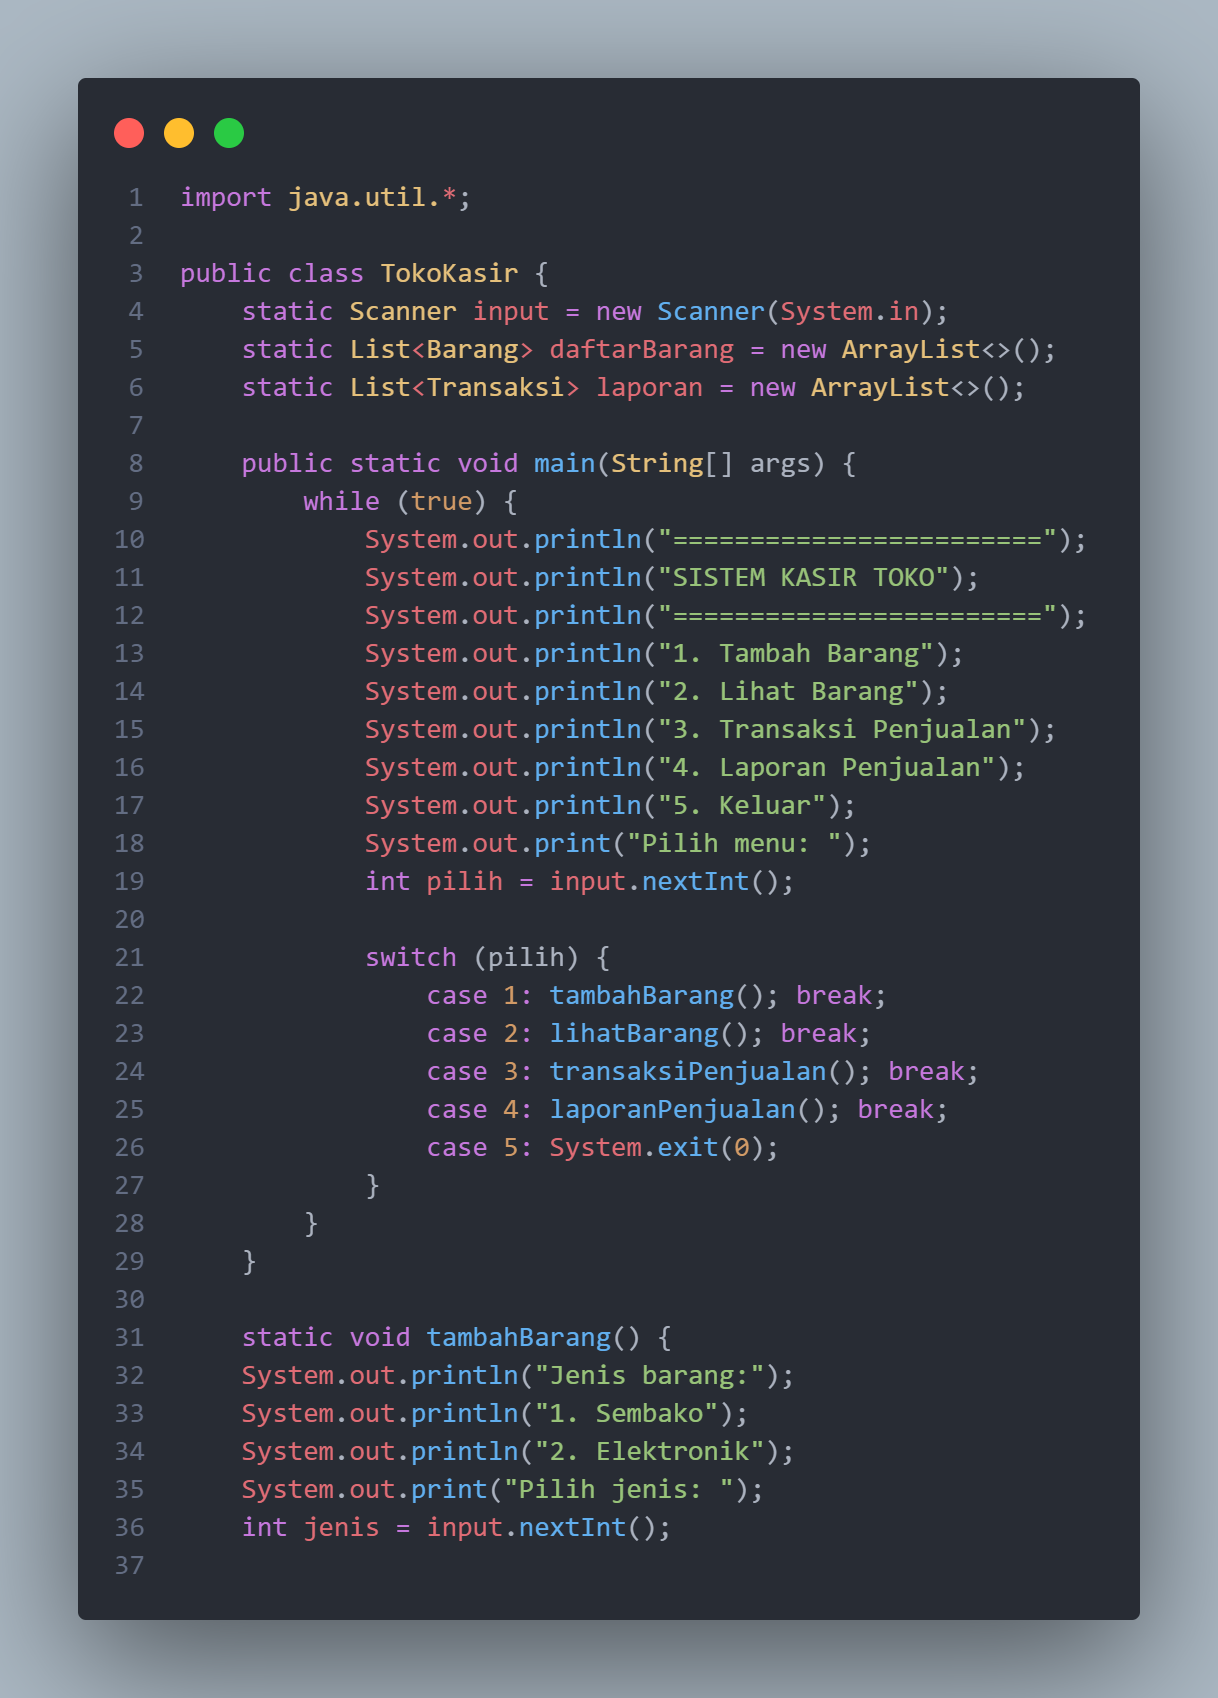 1 import java.util.*;
2
3 public class TokoKasir {
4     static Scanner input = new Scanner(System.in);
5     static List<Barang> daftarBarang = new ArrayList<>();
6     static List<Transaksi> laporan = new ArrayList<>();
7
8     public static void main(String[] args) {
9         while (true) {
10             System.out.println("========================");
11             System.out.println("SISTEM KASIR TOKO");
12             System.out.println("========================");
13             System.out.println("1. Tambah Barang");
14             System.out.println("2. Lihat Barang");
15             System.out.println("3. Transaksi Penjualan");
16             System.out.println("4. Laporan Penjualan");
17             System.out.println("5. Keluar");
18             System.out.print("Pilih menu: ");
19             int pilih = input.nextInt();
20
21             switch (pilih) {
22                 case 1: tambahBarang(); break;
23                 case 2: lihatBarang(); break;
24                 case 3: transaksiPenjualan(); break;
25                 case 4: laporanPenjualan(); break;
26                 case 5: System.exit(0);
27             }
28         }
29     }
30
31     static void tambahBarang() {
32     System.out.println("Jenis barang:");
33     System.out.println("1. Sembako");
34     System.out.println("2. Elektronik");
35     System.out.print("Pilih jenis: ");
36     int jenis = input.nextInt();
37